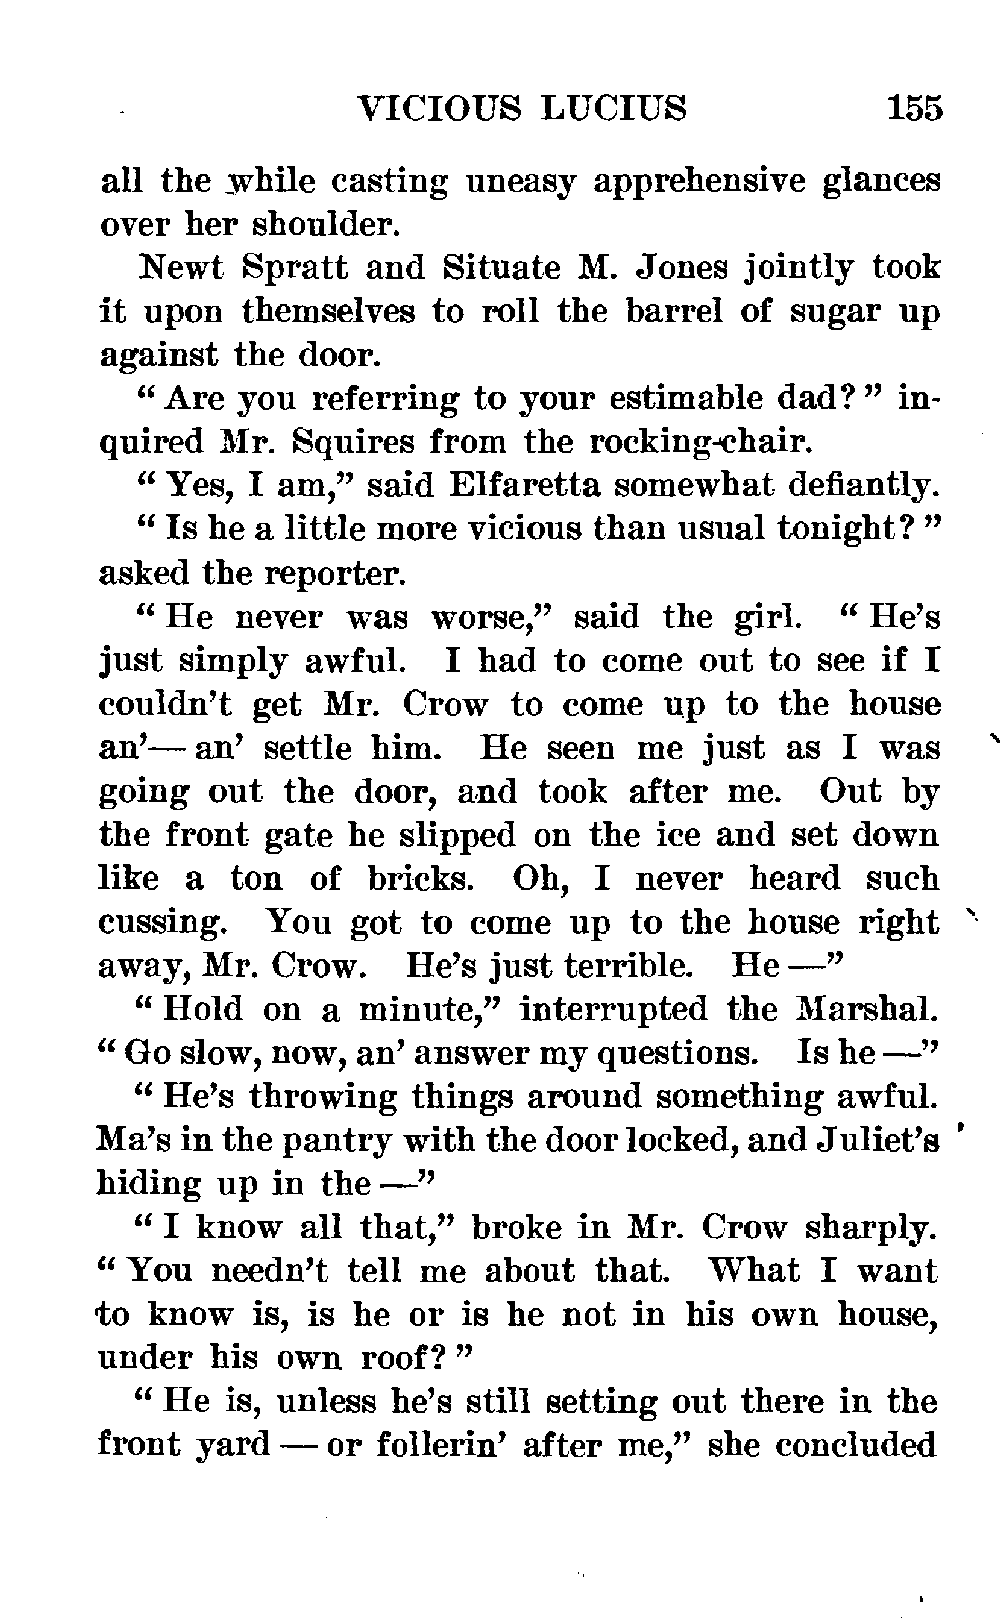 VICIOUS LUCIUS 155
all the while casting uneasy apprehensive glances
over her shoulder.
Newt Spratt and Situate M. Jones jointly took
it upon themselves to roll the barrel of sugar up
against the door.
“ Are you referring to your estimable dad? ” in-
quired Mr. Squires from the rocking-chair.
“ Yes, I am,” said Elfaretta somewhat defiantly.
“ Is he a little more vicious than usual tonight? ”
asked the reporter.
“ He never was worse,” said the girl. “ He’s
just simply awful. I had to come out to see if I
couldn’t get Mr. Crow to come up to the house
an’— an’ settle him. He seen me just as I was
going out the door, and took after me. Out by
the front gate he slipped on the ice and set down
like a ton of bricks. Oh, I never heard such
cussing. You got to come up to the house right
away, Mr. Crow. He’s just terrible. He —”
“ Hold on a minute,” interrupted the Marshal.
“ Go slow, now, an’ answer my questions. Is he —”
“ He’s throwing things around something awful.
Ma’s in the pantry with the door locked, and Juliet’s
hiding up in the —”
“ I know all that,” broke in Mr. Crow sharply.
“ You needn’t tell me about that. What I want
to know is, is he or is he not in his own house,
under his own roof? ”
“ He is, unless he’s still setting out there in the
front yard — or follerin’ after me,” she concluded